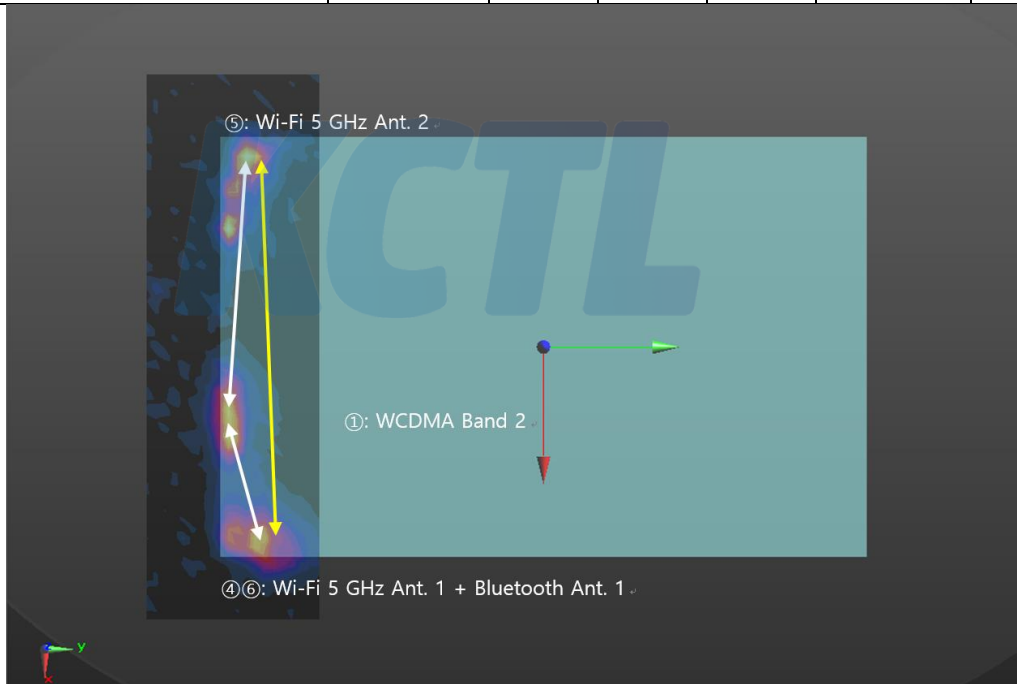 ⑤: Wi-Fi 5 GHz Ant. 2
KCTL
①: WCDMA Band 2
④⑥: Wi-Fi 5 GHz Ant. 1 + Bluetooth Ant. 1
y
x